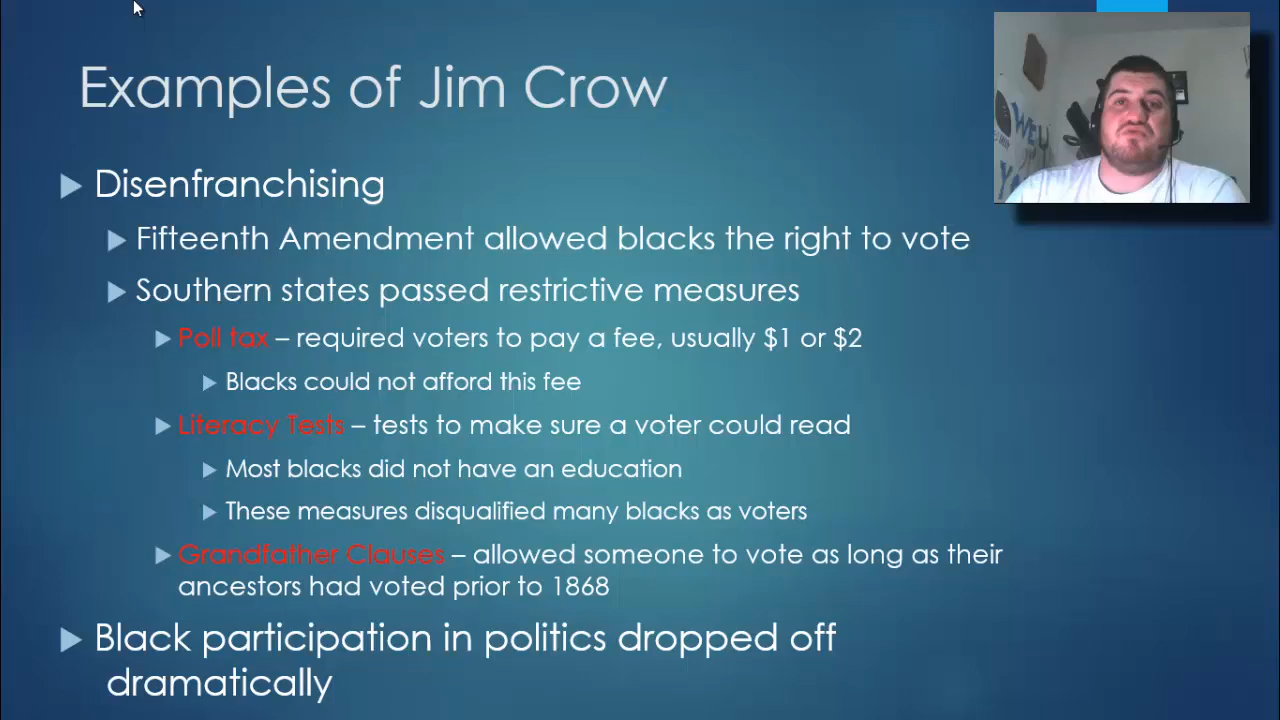 Examples of Jim Crow
Disenfranchising
Fifteenth Amendment allowed blacks the right to vote
Southern states passed restrictive measures
Poll tax – required voters to pay a fee, usually $1 or $2
Blacks could not afford this fee
Literacy Tests – tests to make sure a voter could read
Most blacks did not have an education
These measures disqualified many blacks as voters
Grandfather Clauses – allowed someone to vote as long as their
ancestors had voted prior to 1868
Black participation in politics dropped off
dramatically